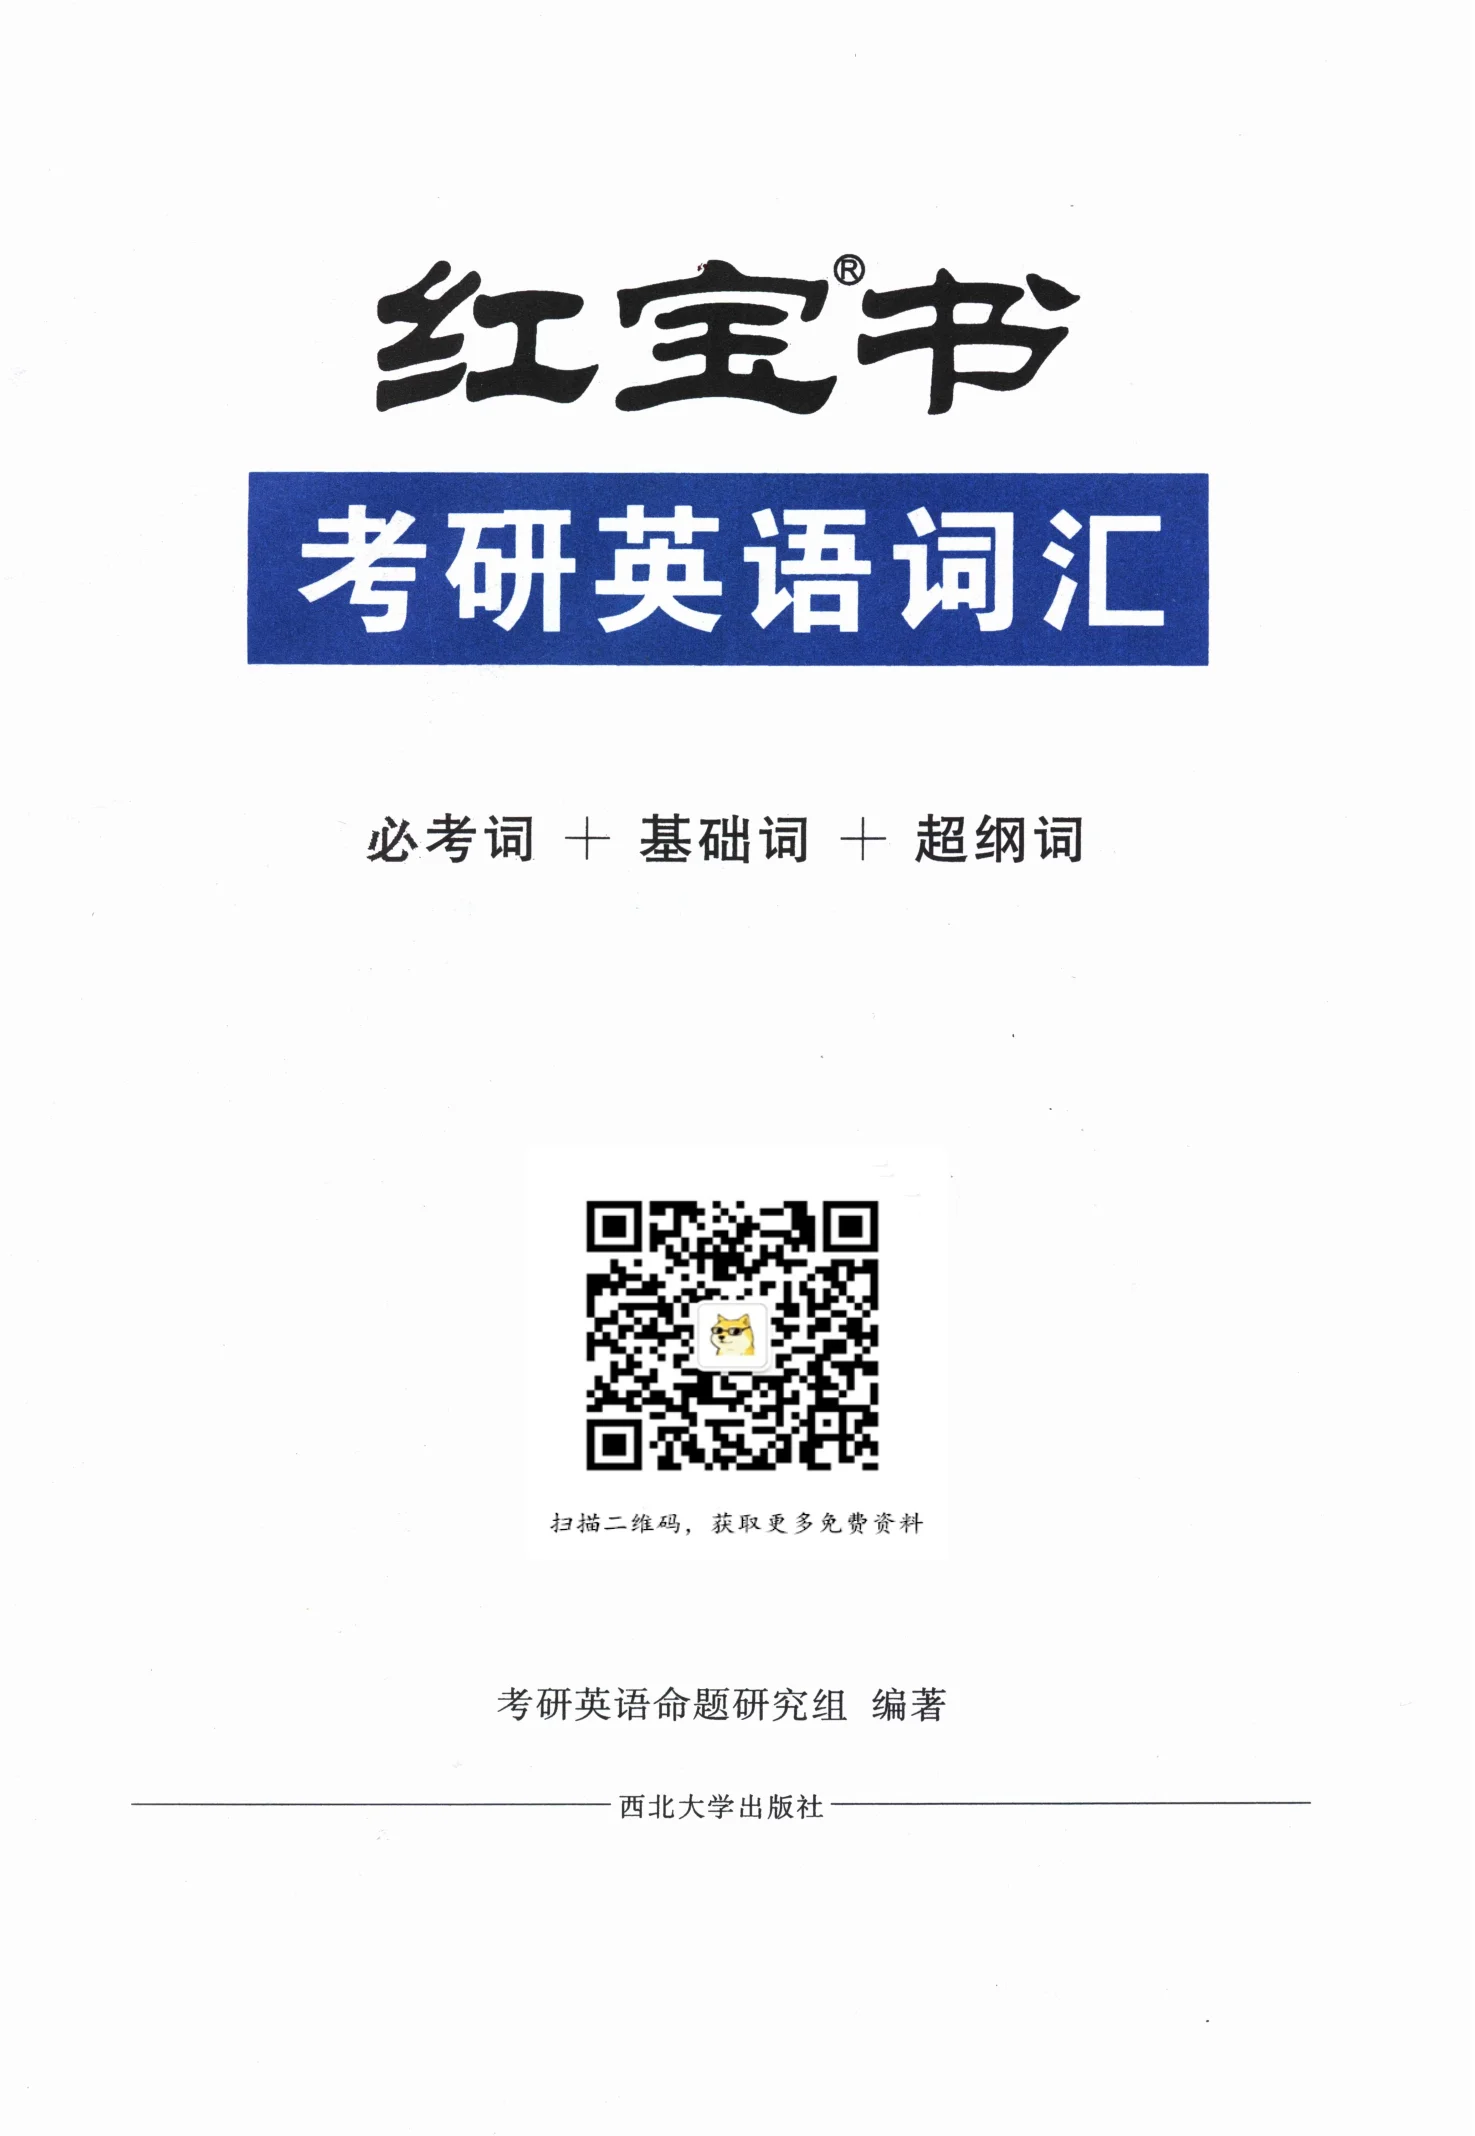 红宝书®
考研英语词汇
必考词 + 基础词 + 超纲词
扫描二维码，获取更多免费资料
考研英语命题研究组 编著
西北大学出版社